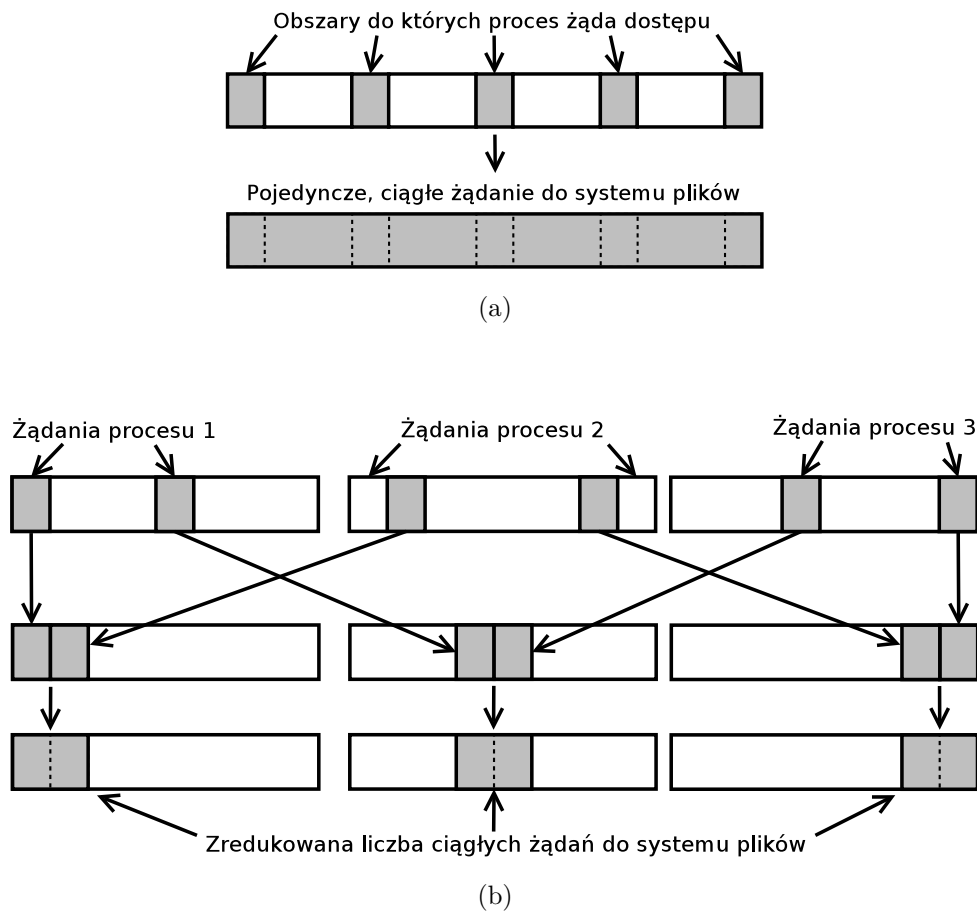 Obszary do których proces żąda dostępu
Pojedyncze, ciągłe żądanie do systemu plików
(a)
Żądania procesu 1
Żądania procesu 2
Żądania procesu 3
Zredukowana liczba ciągłych żądań do systemu plików
(b)